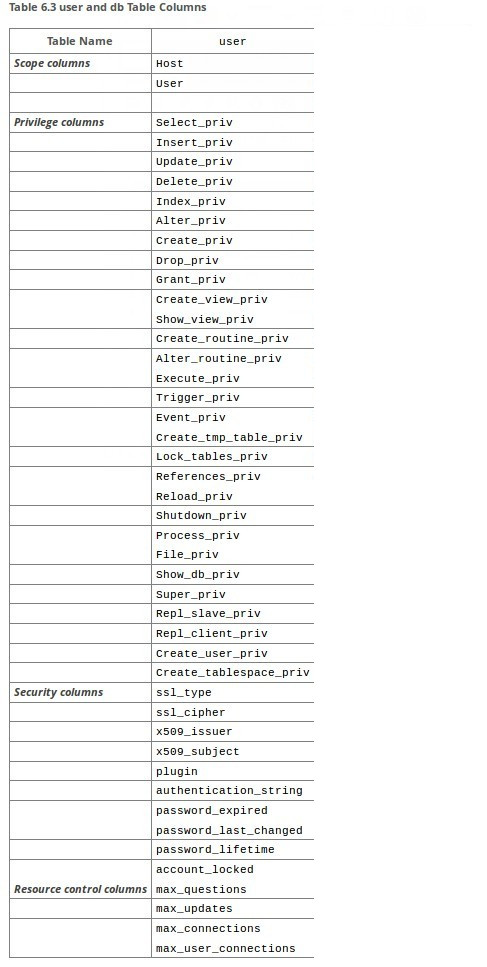 Table 6.3 user and db Table Columns
Table Name user
Scope columns Host
User
Privilege columns Select_priv
Insert_priv
Update_priv
Delete_priv
Index_priv
Alter_priv
Create_priv
Drop_priv
Grant_priv
Create_view_priv
Show_view_priv
Create_routine_priv
Alter_routine_priv
Execute_priv
Trigger_priv
Event_priv
Create_tmp_table_priv
Lock_tables_priv
References_priv
Reload_priv
Shutdown_priv
Process_priv
File_priv
Show_db_priv
Super_priv
Repl_slave_priv
Repl_client_priv
Create_user_priv
Create_tablespace_priv
Security columns ssl_type
ssl_cipher
x509_issuer
x509_subject
plugin
authentication_string
password_expired
password_last_changed
password_lifetime
account_locked
Resource control columns max_questions
max_updates
max_connections
max_user_connections